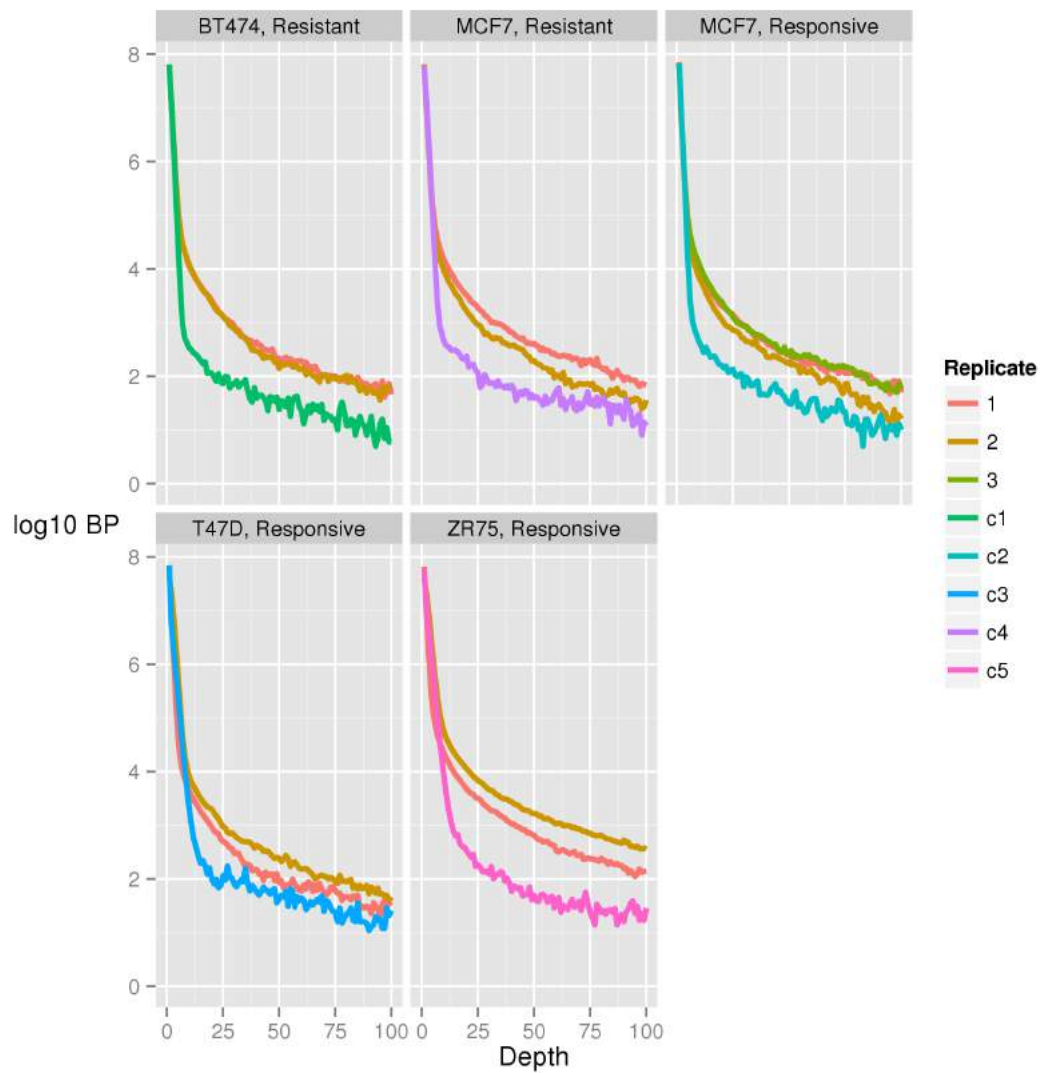 BT474, Resistant
MCF7, Resistant
MCF7, Responsive
8
6
4
2
0
Replicate
1
2
3
c1
c2
c3
c4
c5
log10 BP
T47D, Responsive
ZR75, Responsive
8
6
4
2
0
0 25 50 75 100
0 25 50 75 100
Depth